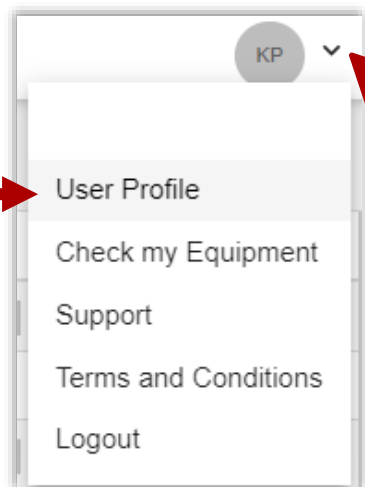 KP
User Profile
Check my Equipment
Support
Terms and Conditions
Logout